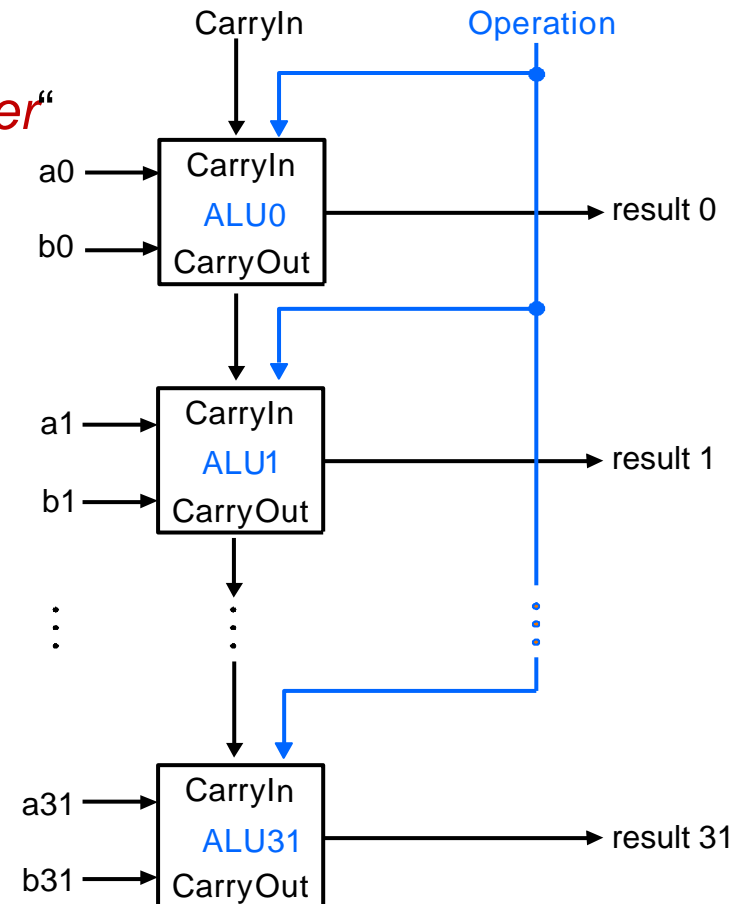 CarryIn Operation
er“
a0 CarryIn
ALU0 result 0
b0 CarryOut
a1 CarryIn
ALU1 result 1
b1 CarryOut
a31 CarryIn
ALU31 result 31
b31 CarryOut